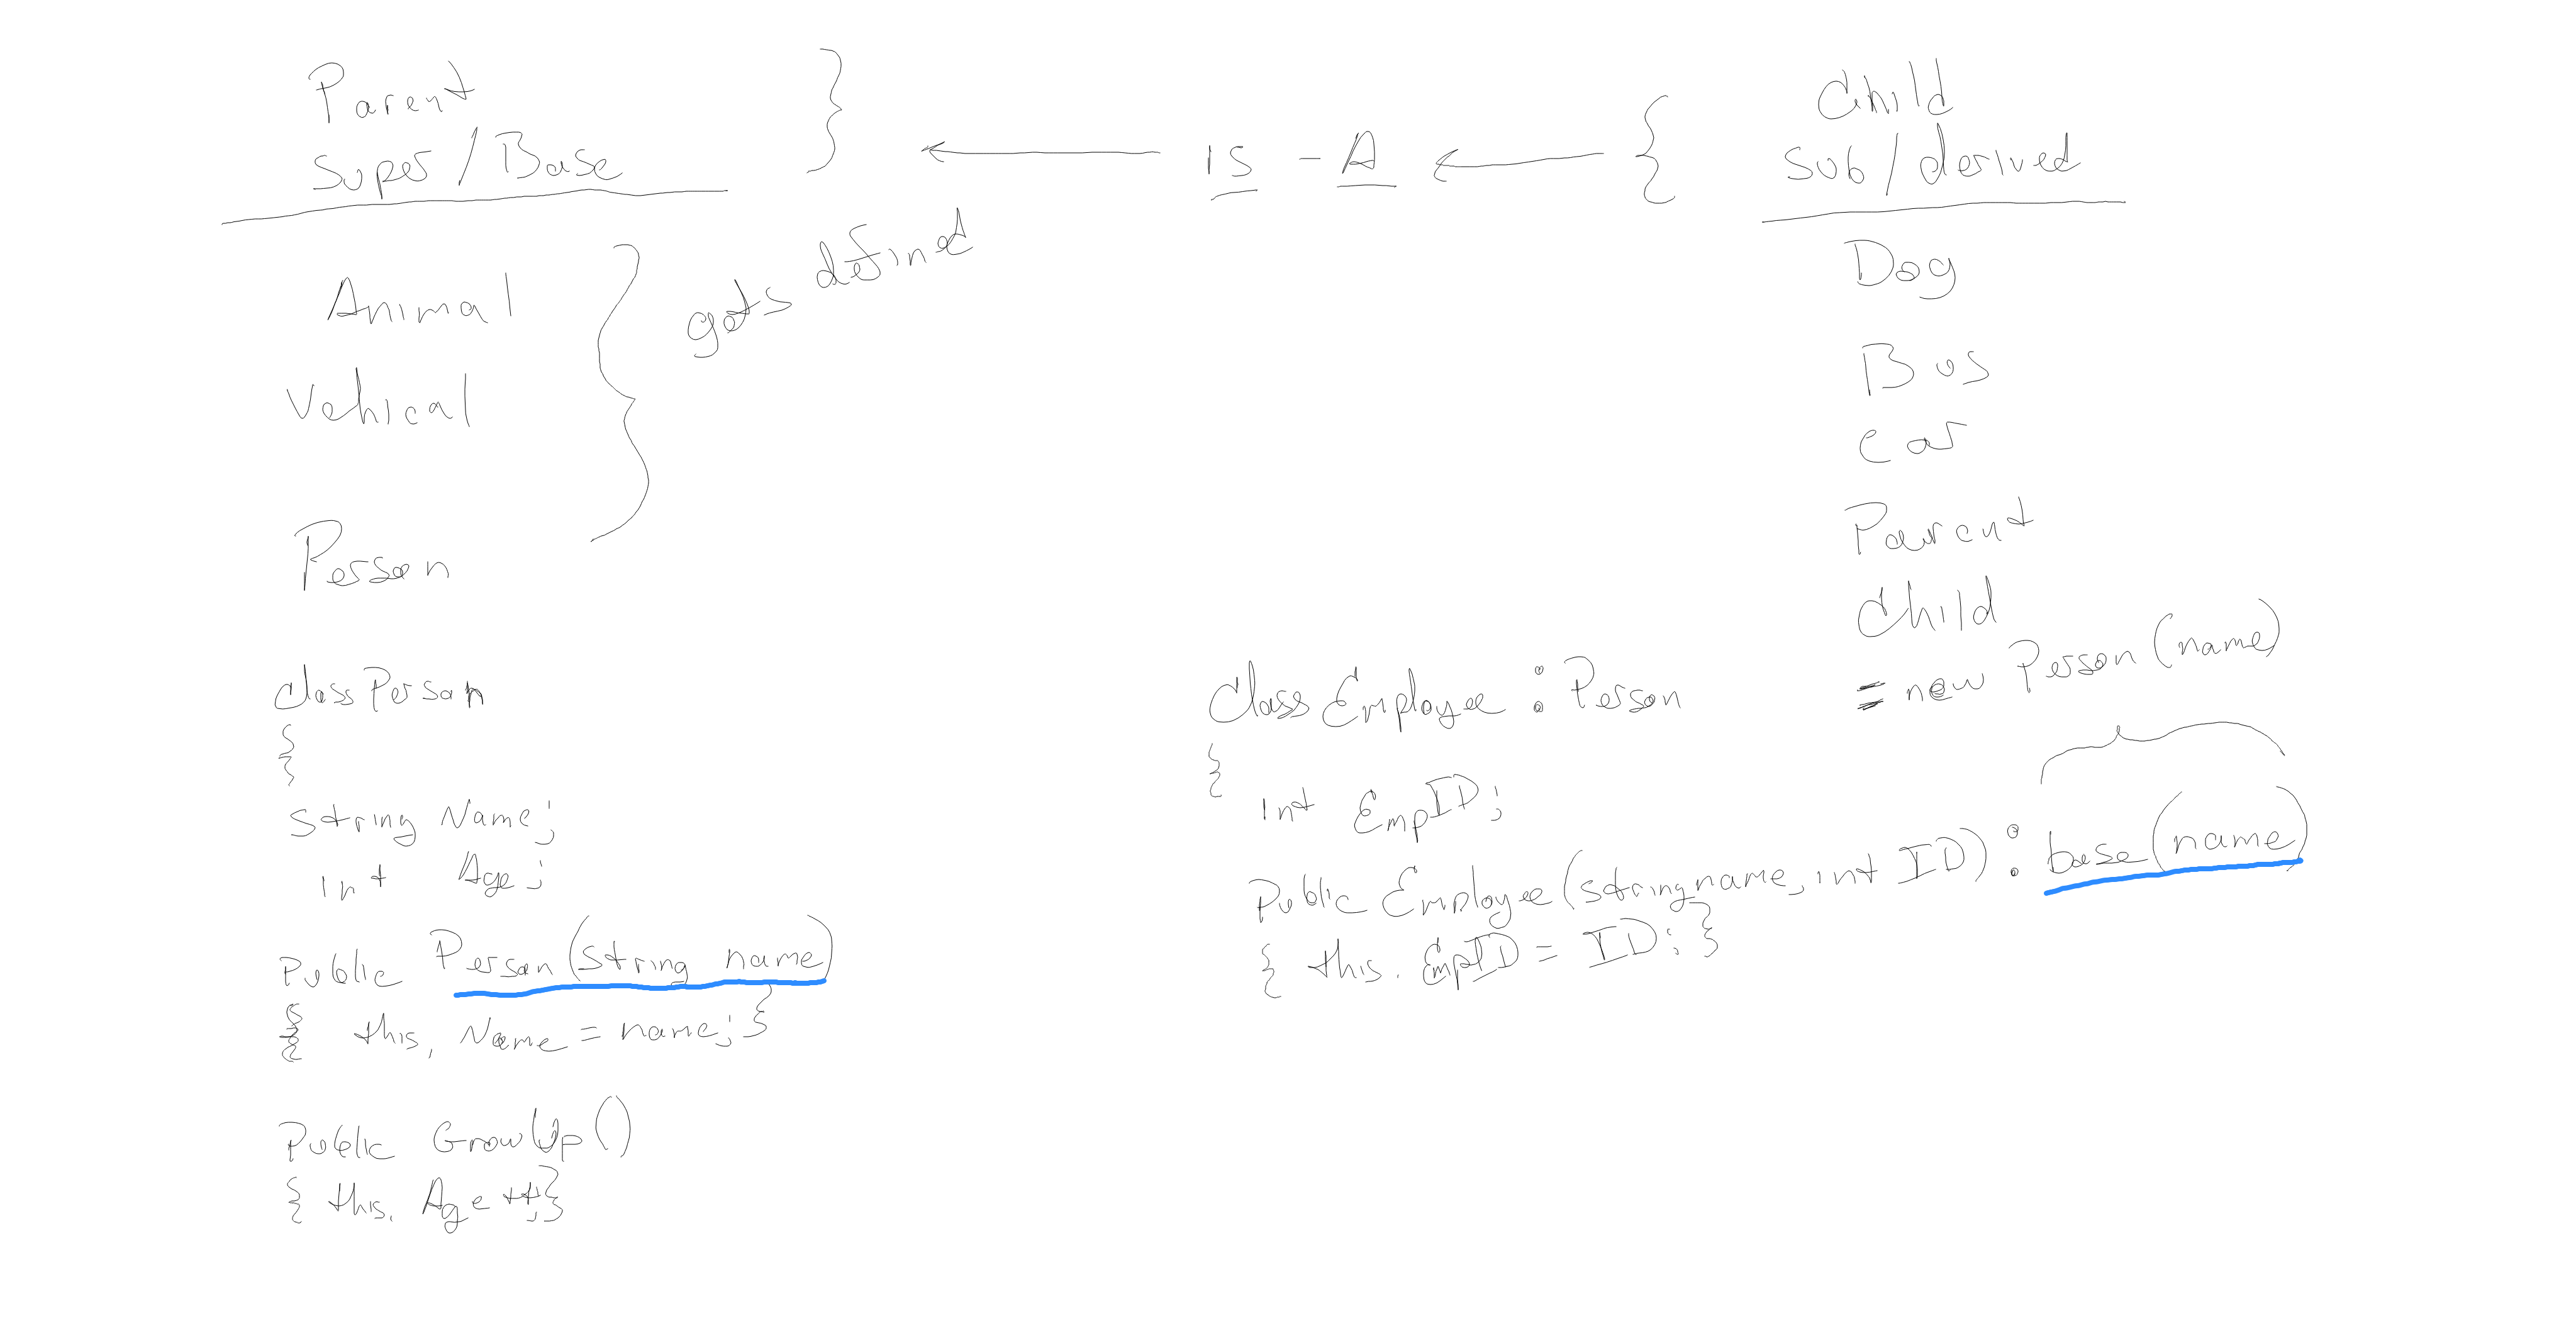 Parent
Super / Base
}
is - A
{
Child
sub / derived
Animal
Vehical
Person
}
gets defined
Dog
Bus
Car
Parent
Child
class Person
{
string Name;
int Age;
Public Person(string name)
{ this. Name = name; }
Public GrowUp()
{ this. Age ++; }
Class Employee : Person
{
int EmpID;
Public Employee(string name, int ID) : base(name)
{ this. EmpID = ID; }
= new Person(name)